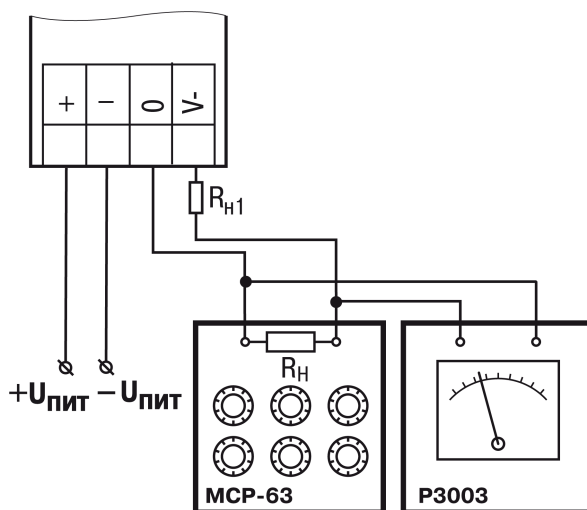 + − 0 V-
Rн1
+Uпит −Uпит
Rн
МСР-63
Р3003